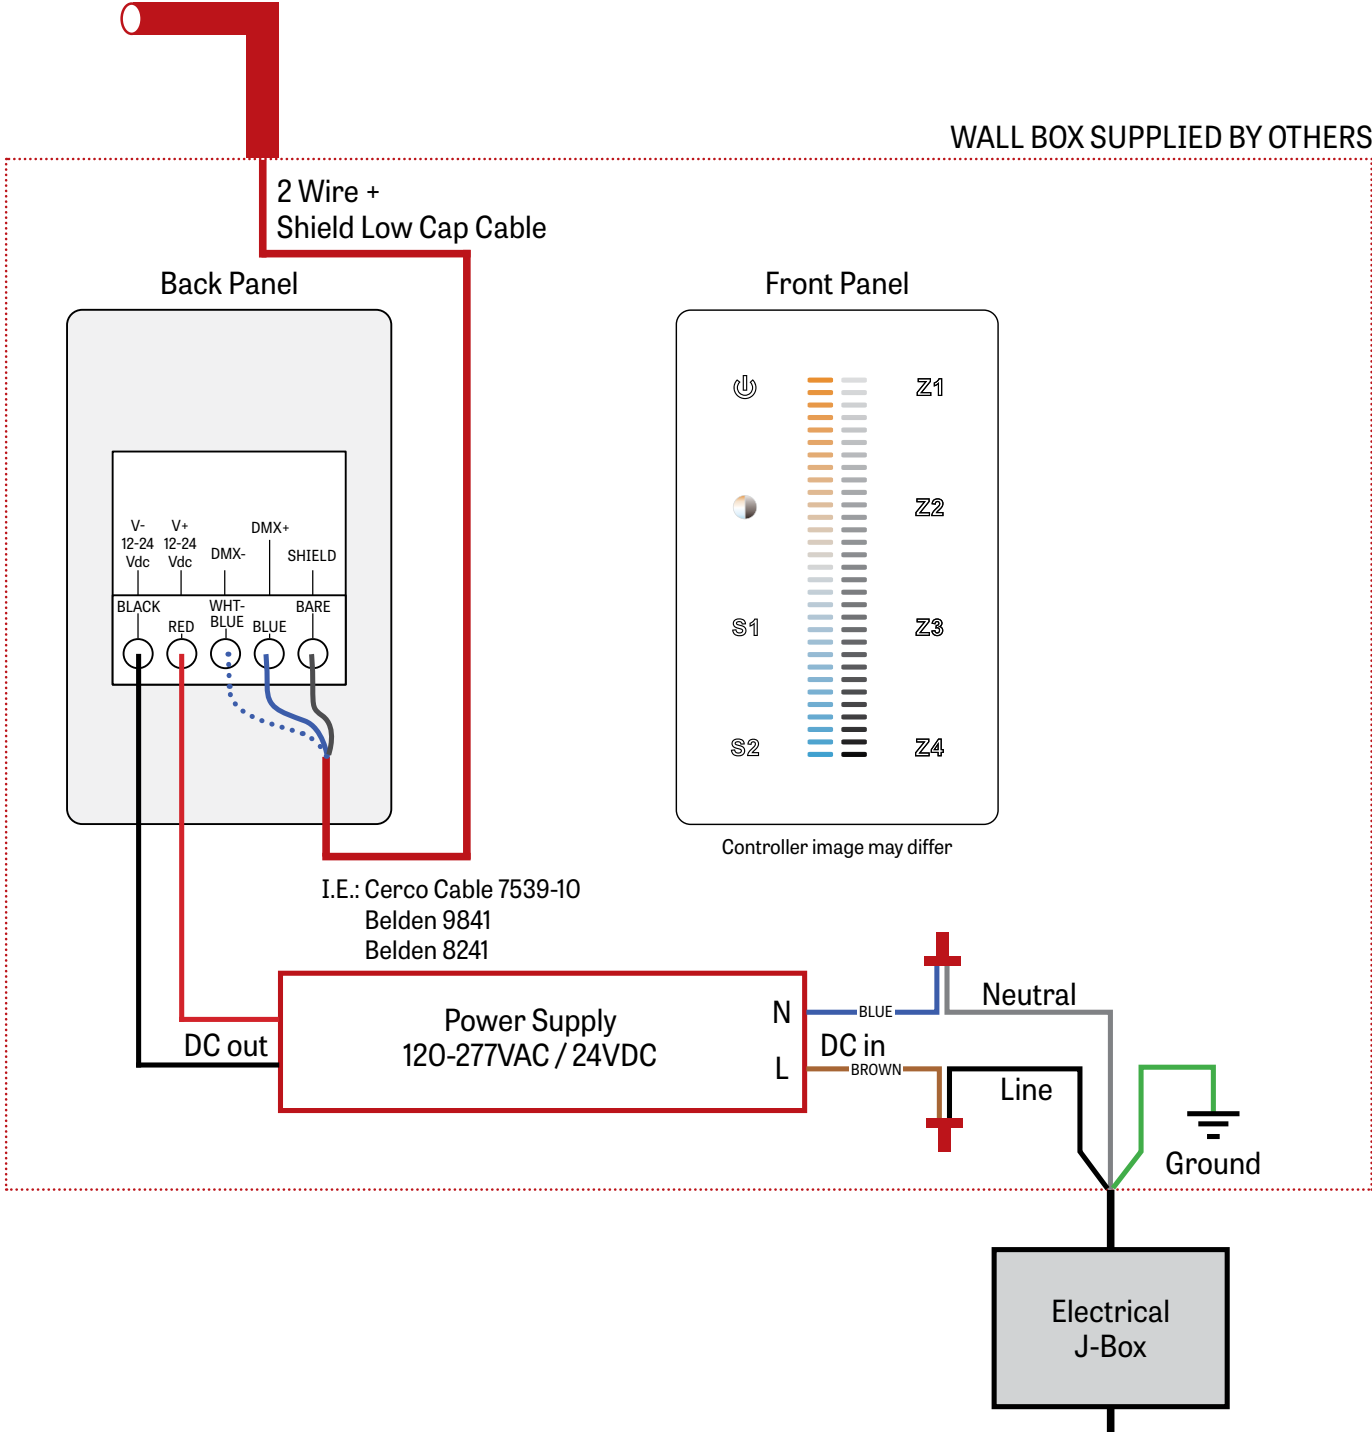 WALL BOX SUPPLIED BY OTHERS
2 Wire +
Shield Low Cap Cable
Back Panel
Front Panel
V-
12-24
Vdc
V+
12-24
Vdc
DMX-
DMX+
SHIELD
BLACK
RED
WHT-
BLUE
BLUE
BARE
Z1
Z2
S1
Z3
S2
Z4
Controller image may differ
I.E.: Cerco Cable 7539-10
Belden 9841
Belden 8241
Power Supply
120-277VAC / 24VDC
DC out
N
L
BLUE
DC in
BROWN
Neutral
Line
Ground
Electrical
J-Box